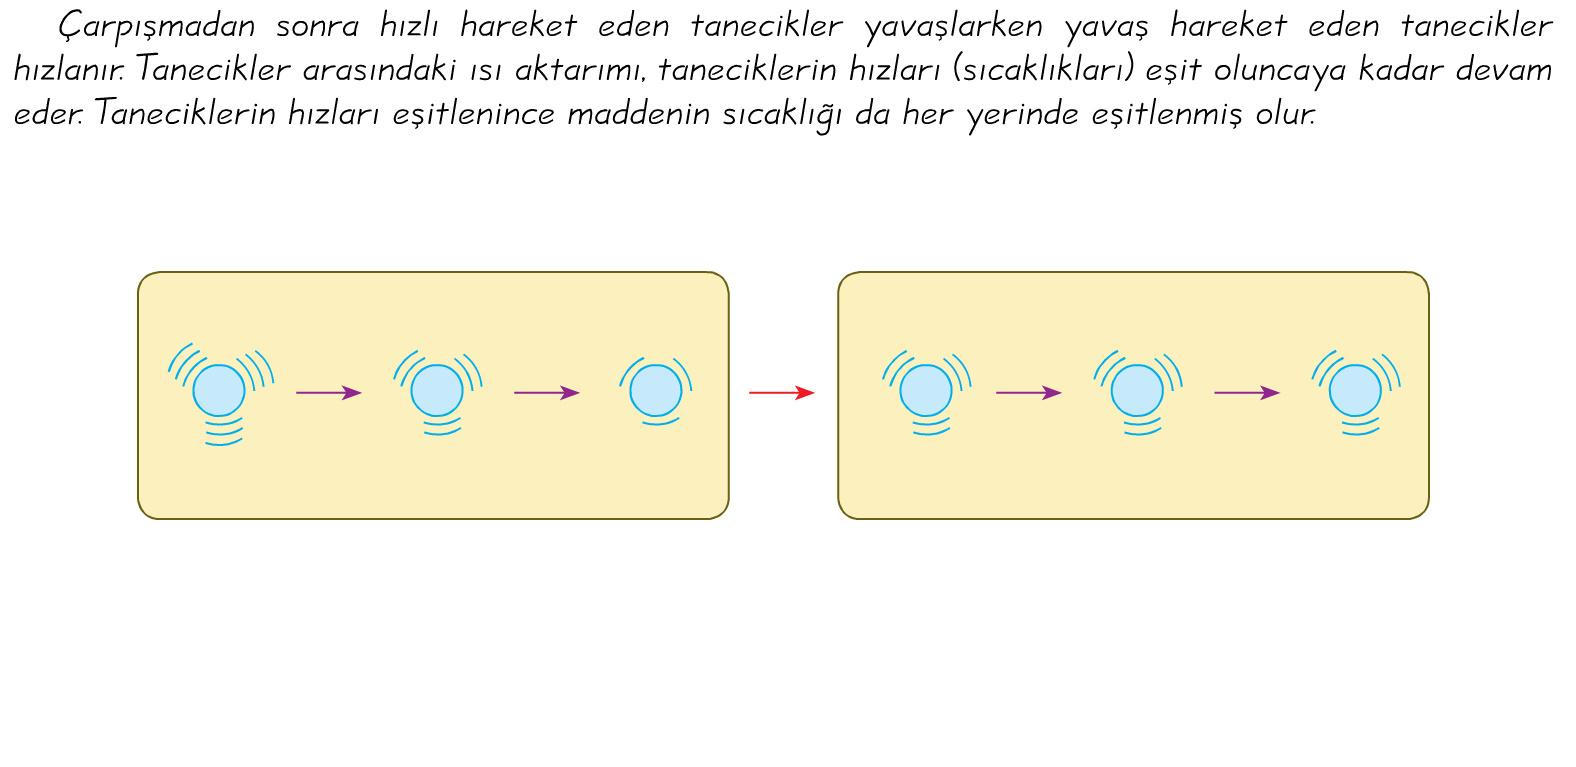 Çarpışmadan sonra hızlı hareket eden tanecikler yavaşlarken yavaş hareket eden tanecikler
hızlanır. Tanecikler arasındaki ısı aktarımı, taneciklerin hızları (sıcaklıkları) eşit oluncaya kadar devam
eder. Taneciklerin hızları eşitlenince maddenin sıcaklığı da her yerinde eşitlenmiş olur.